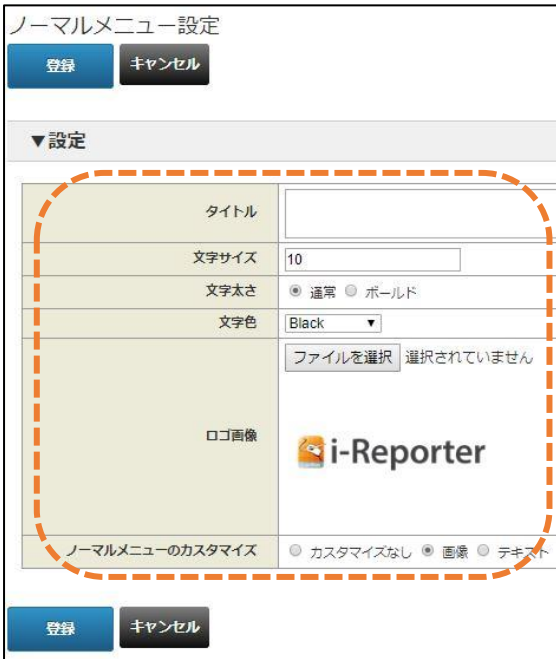 ノーマルメニュー設定
登録 キャンセル
▼設定
タイトル
文字サイズ 10
文字太さ 通常 ボールド
文字色 Black ▼
ファイルを選択 選択されていません
ロゴ画像
i-Reporter
ノーマルメニューのカスタマイズ カスタマイズなし 画像 テキスト
登録 キャンセル